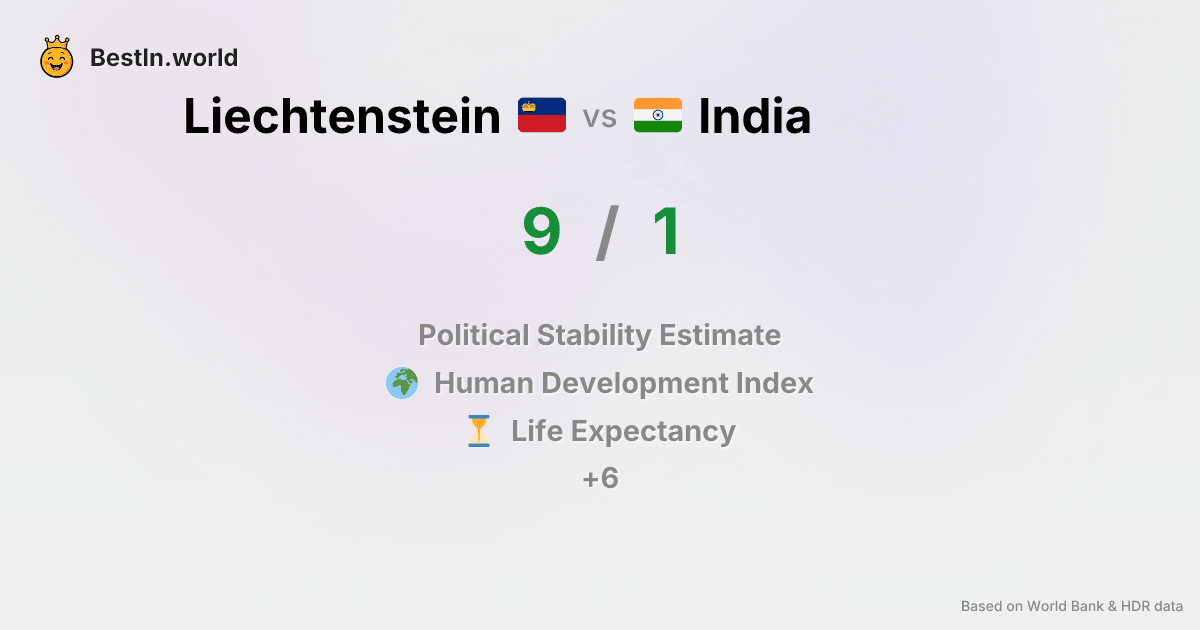 BestIn.world
Liechtenstein vs India
9 / 1
Political Stability Estimate
Human Development Index
Life Expectancy
+6
Based on World Bank & HDR data